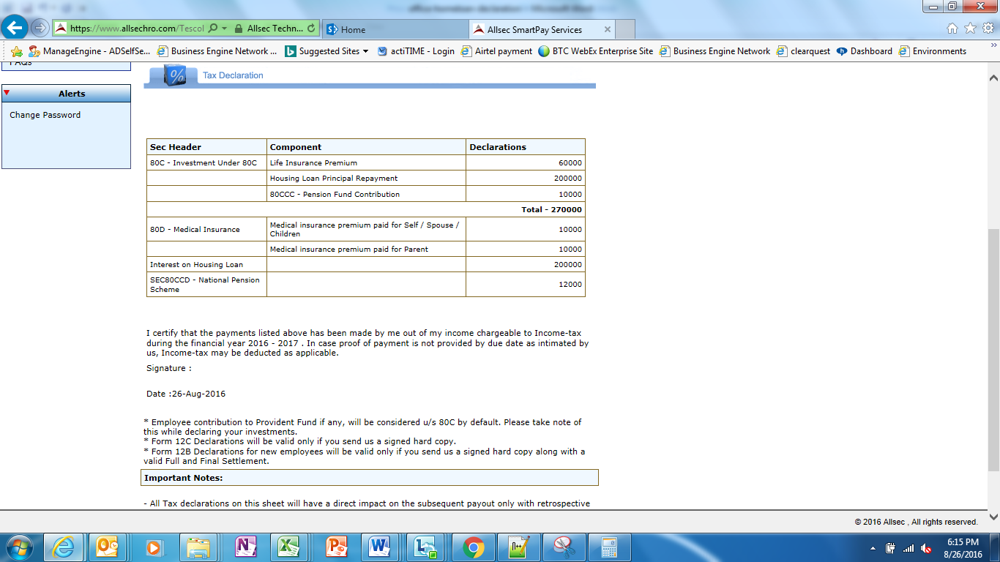 https://www.allsechro.com/Tescol
Allsec Techn...
Home
Allsec SmartPay Services
ManageEngine - ADSelfSe...
Business Engine Network ...
Suggested Sites
actiTIME - Login
Airtel payment
BTC WebEx Enterprise Site
Business Engine Network
clearquest
Dashboard
Environments
FAQs
Tax Declaration
Alerts
Change Password
Sec Header Component Declarations
80C - Investment Under 80C Life Insurance Premium 60000
Housing Loan Principal Repayment 200000
80CCC - Pension Fund Contribution 10000
Total - 270000
80D - Medical Insurance Medical insurance premium paid for Self / Spouse /
Children 10000
Medical insurance premium paid for Parent 10000
Interest on Housing Loan 200000
SEC80CCD - National Pension
Scheme 12000
I certify that the payments listed above has been made by me out of my income chargeable to Income-tax
during the financial year 2016 - 2017 . In case proof of payment is not provided by due date as intimated by
us, Income-tax may be deducted as applicable.
Signature :
Date :26-Aug-2016
* Employee contribution to Provident Fund if any, will be considered u/s 80C by default. Please take note of
this while declaring your investments.
* Form 12C Declarations will be valid only if you send us a signed hard copy.
* Form 12B Declarations for new employees will be valid only if you send us a signed hard copy along with a
valid Full and Final Settlement.
Important Notes:
- All Tax declarations on this sheet will have a direct impact on the subsequent payout only with retrospective
© 2016 Allsec , All rights reserved.
6:15 PM
8/26/2016